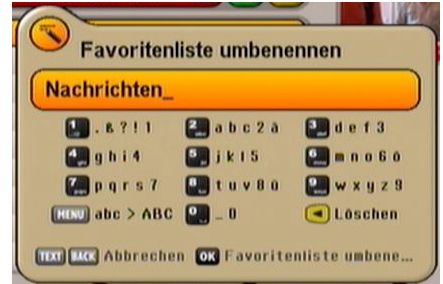 Favoritenliste umbenennen
Nachrichten_
1 . ß ? ! 1 2 a b c 2 ä 3 d e f 3
4 g h i 4 5 j k l 5 6 m n o 6 ö
7 p q r s 7 8 t u v 8 ü 9 w x y z 9
MENU abc > ABC 0 _ 0 Löschen
TEXT BACK Abbrechen OK Favoritenliste umbene...